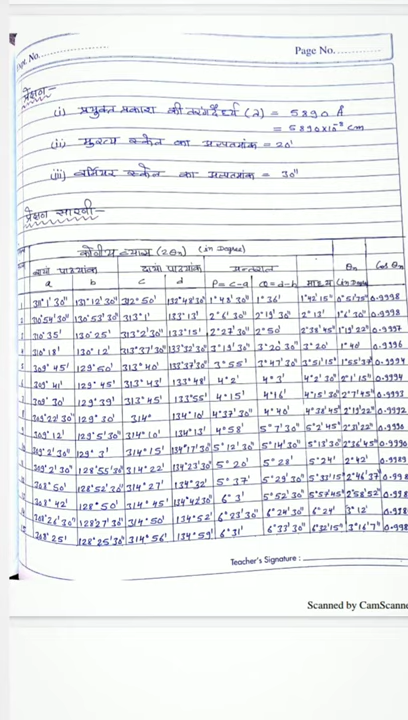 Expt. No.
Page No.
प्रेक्षण –
(i) प्रयुक्त प्रकाश की तरंगदैर्ध्य (λ) = 5890 Å
= 5890x10⁻⁸ cm
(ii) मुख्य स्केल का अल्पतमांक = 20'
(iii) वर्नियर स्केल का अल्पतमांक = 30"
प्रेक्षण सारणी –
कोणीय व्यास (2θn) (in Degree)
बायां पाठ्यांक दायां पाठ्यांक अन्तराल θn Cos θn
a b c d P = c-a Q = d-b माध्य (in Degree)
311°1'30" 131°12'30" 312°50' 132°48'30" 1°48'30" 1°36' 1°42'15" 0°51'75" 0.9998
310°54'30" 130°53'30" 313°1' 133°13' 2°6'30" 2°19'30" 2°13' 1°6'30" 0.9998
310°35' 130°25' 313°2'30" 133°15' 2°27'30" 2°50' 2°38'45" 1°19'22" 0.9997
310°18' 130°12' 313°37'30" 133°32'30" 3°19'30" 3°20'30" 3°20' 1°40' 0.9996
309°45' 129°50' 313°40' 133°37'30" 3°55' 3°47'30" 3°51'15" 1°55'37" 0.9994
309°41' 129°45' 313°43' 133°48' 4°2' 4°3' 4°2'30" 2°1'15" 0.9994
309°30' 129°39' 313°45' 133°55' 4°15' 4°16' 4°15'30" 2°7'45" 0.9993
309°22'30" 129°30' 314° 134°10' 4°37'30" 4°40' 4°38'45" 2°19'22" 0.9992
309°12' 129°5'30" 314°10' 134°13' 4°58' 5°7'30" 5°2'45" 2°31'22" 0.9990
309°2'30" 129°3' 314°15' 134°17'30" 5°12'30" 5°14'30" 5°13'30" 2°36'45" 0.9990
309°2'30" 128°55'30" 314°22' 134°23'30" 5°20' 5°28' 5°24' 2°42' 0.9989
308°50' 128°52'30" 314°27' 134°32' 5°37' 5°29'30" 5°33'15" 2°46'37" 0.998
308°42' 128°50' 314°45' 134°42'30" 6°3' 5°52'30" 5°57'45" 2°58'52" 0.998
308°26'30" 128°27'30" 314°50' 134°52' 6°23'30" 6°24'30" 6°24' 3°12' 0.998
308°25' 128°25'30" 314°56' 134°59' 6°31' 6°33'30" 6°32'15" 3°16'7" 0.998
Teacher's Signature :
Scanned by CamScanne